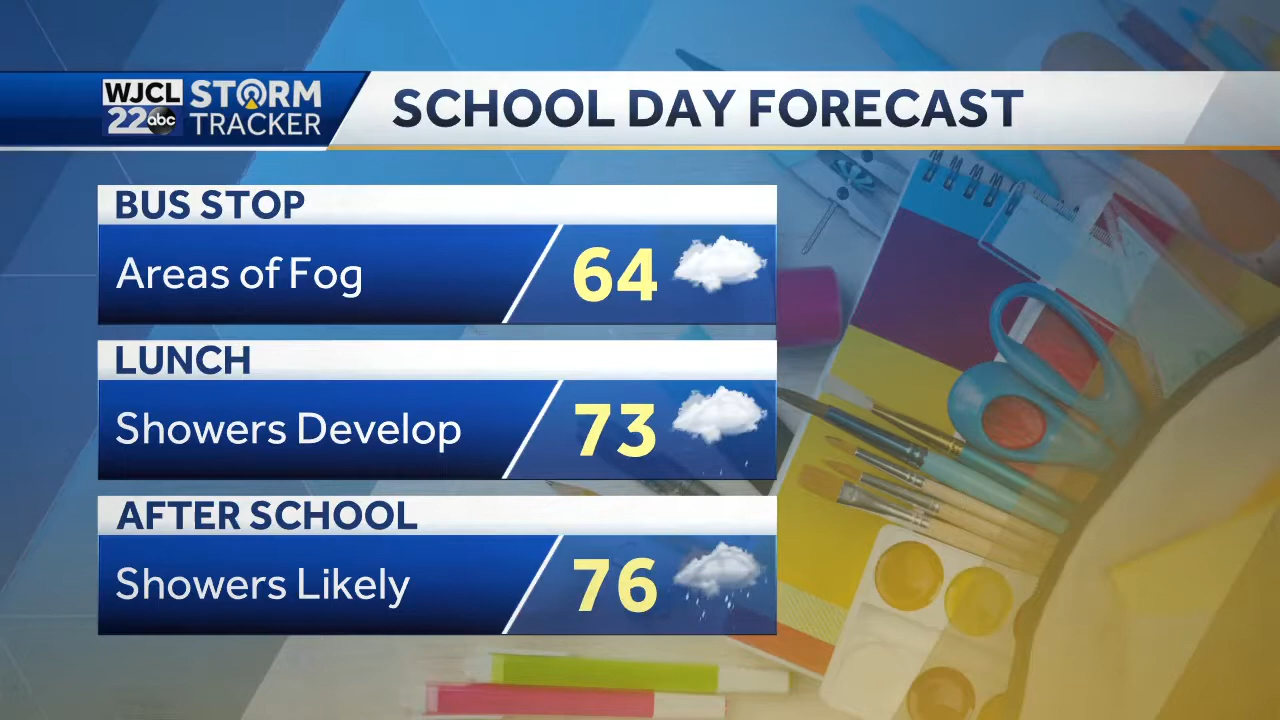 WJCL
22 abc
STORM
TRACKER
SCHOOL DAY FORECAST
BUS STOP
Areas of Fog 64
LUNCH
Showers Develop 73
AFTER SCHOOL
Showers Likely 76